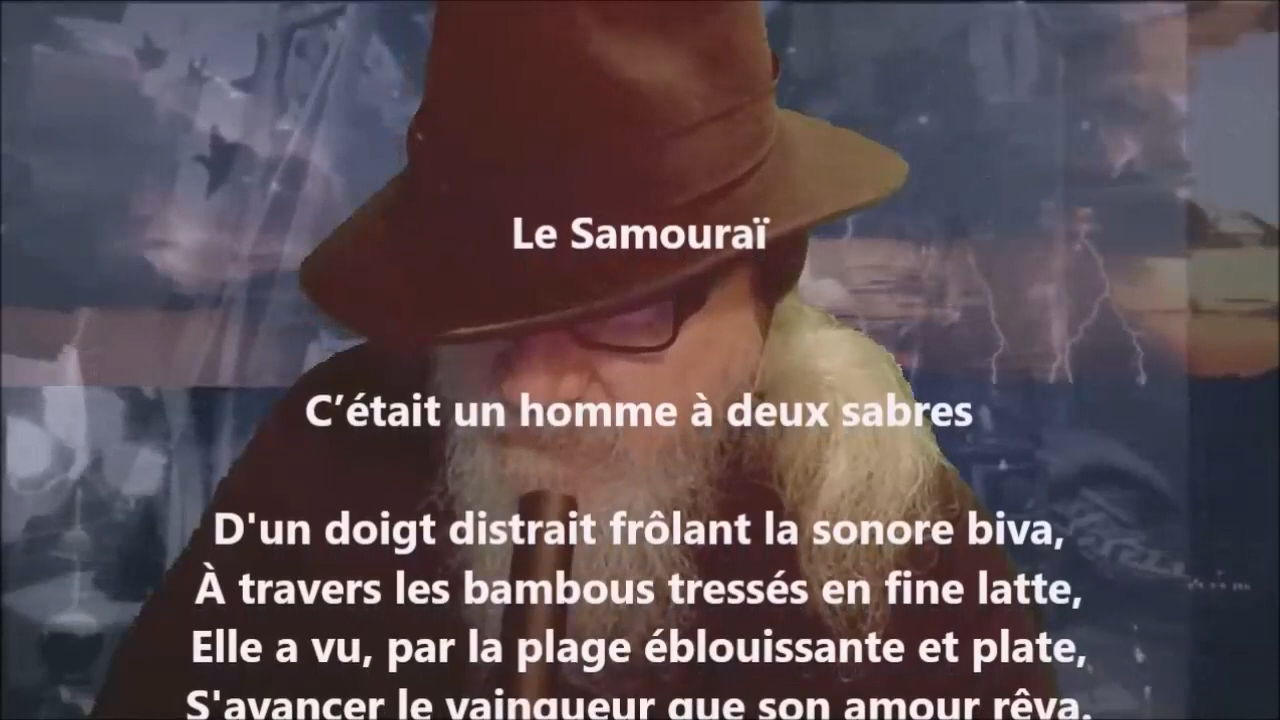 Le Samouraï
C’était un homme à deux sabres
D'un doigt distrait frôlant la sonore biva,
À travers les bambous tressés en fine latte,
Elle a vu, par la plage éblouissante et plate,
S'avancer le vainqueur que son amour rêva.